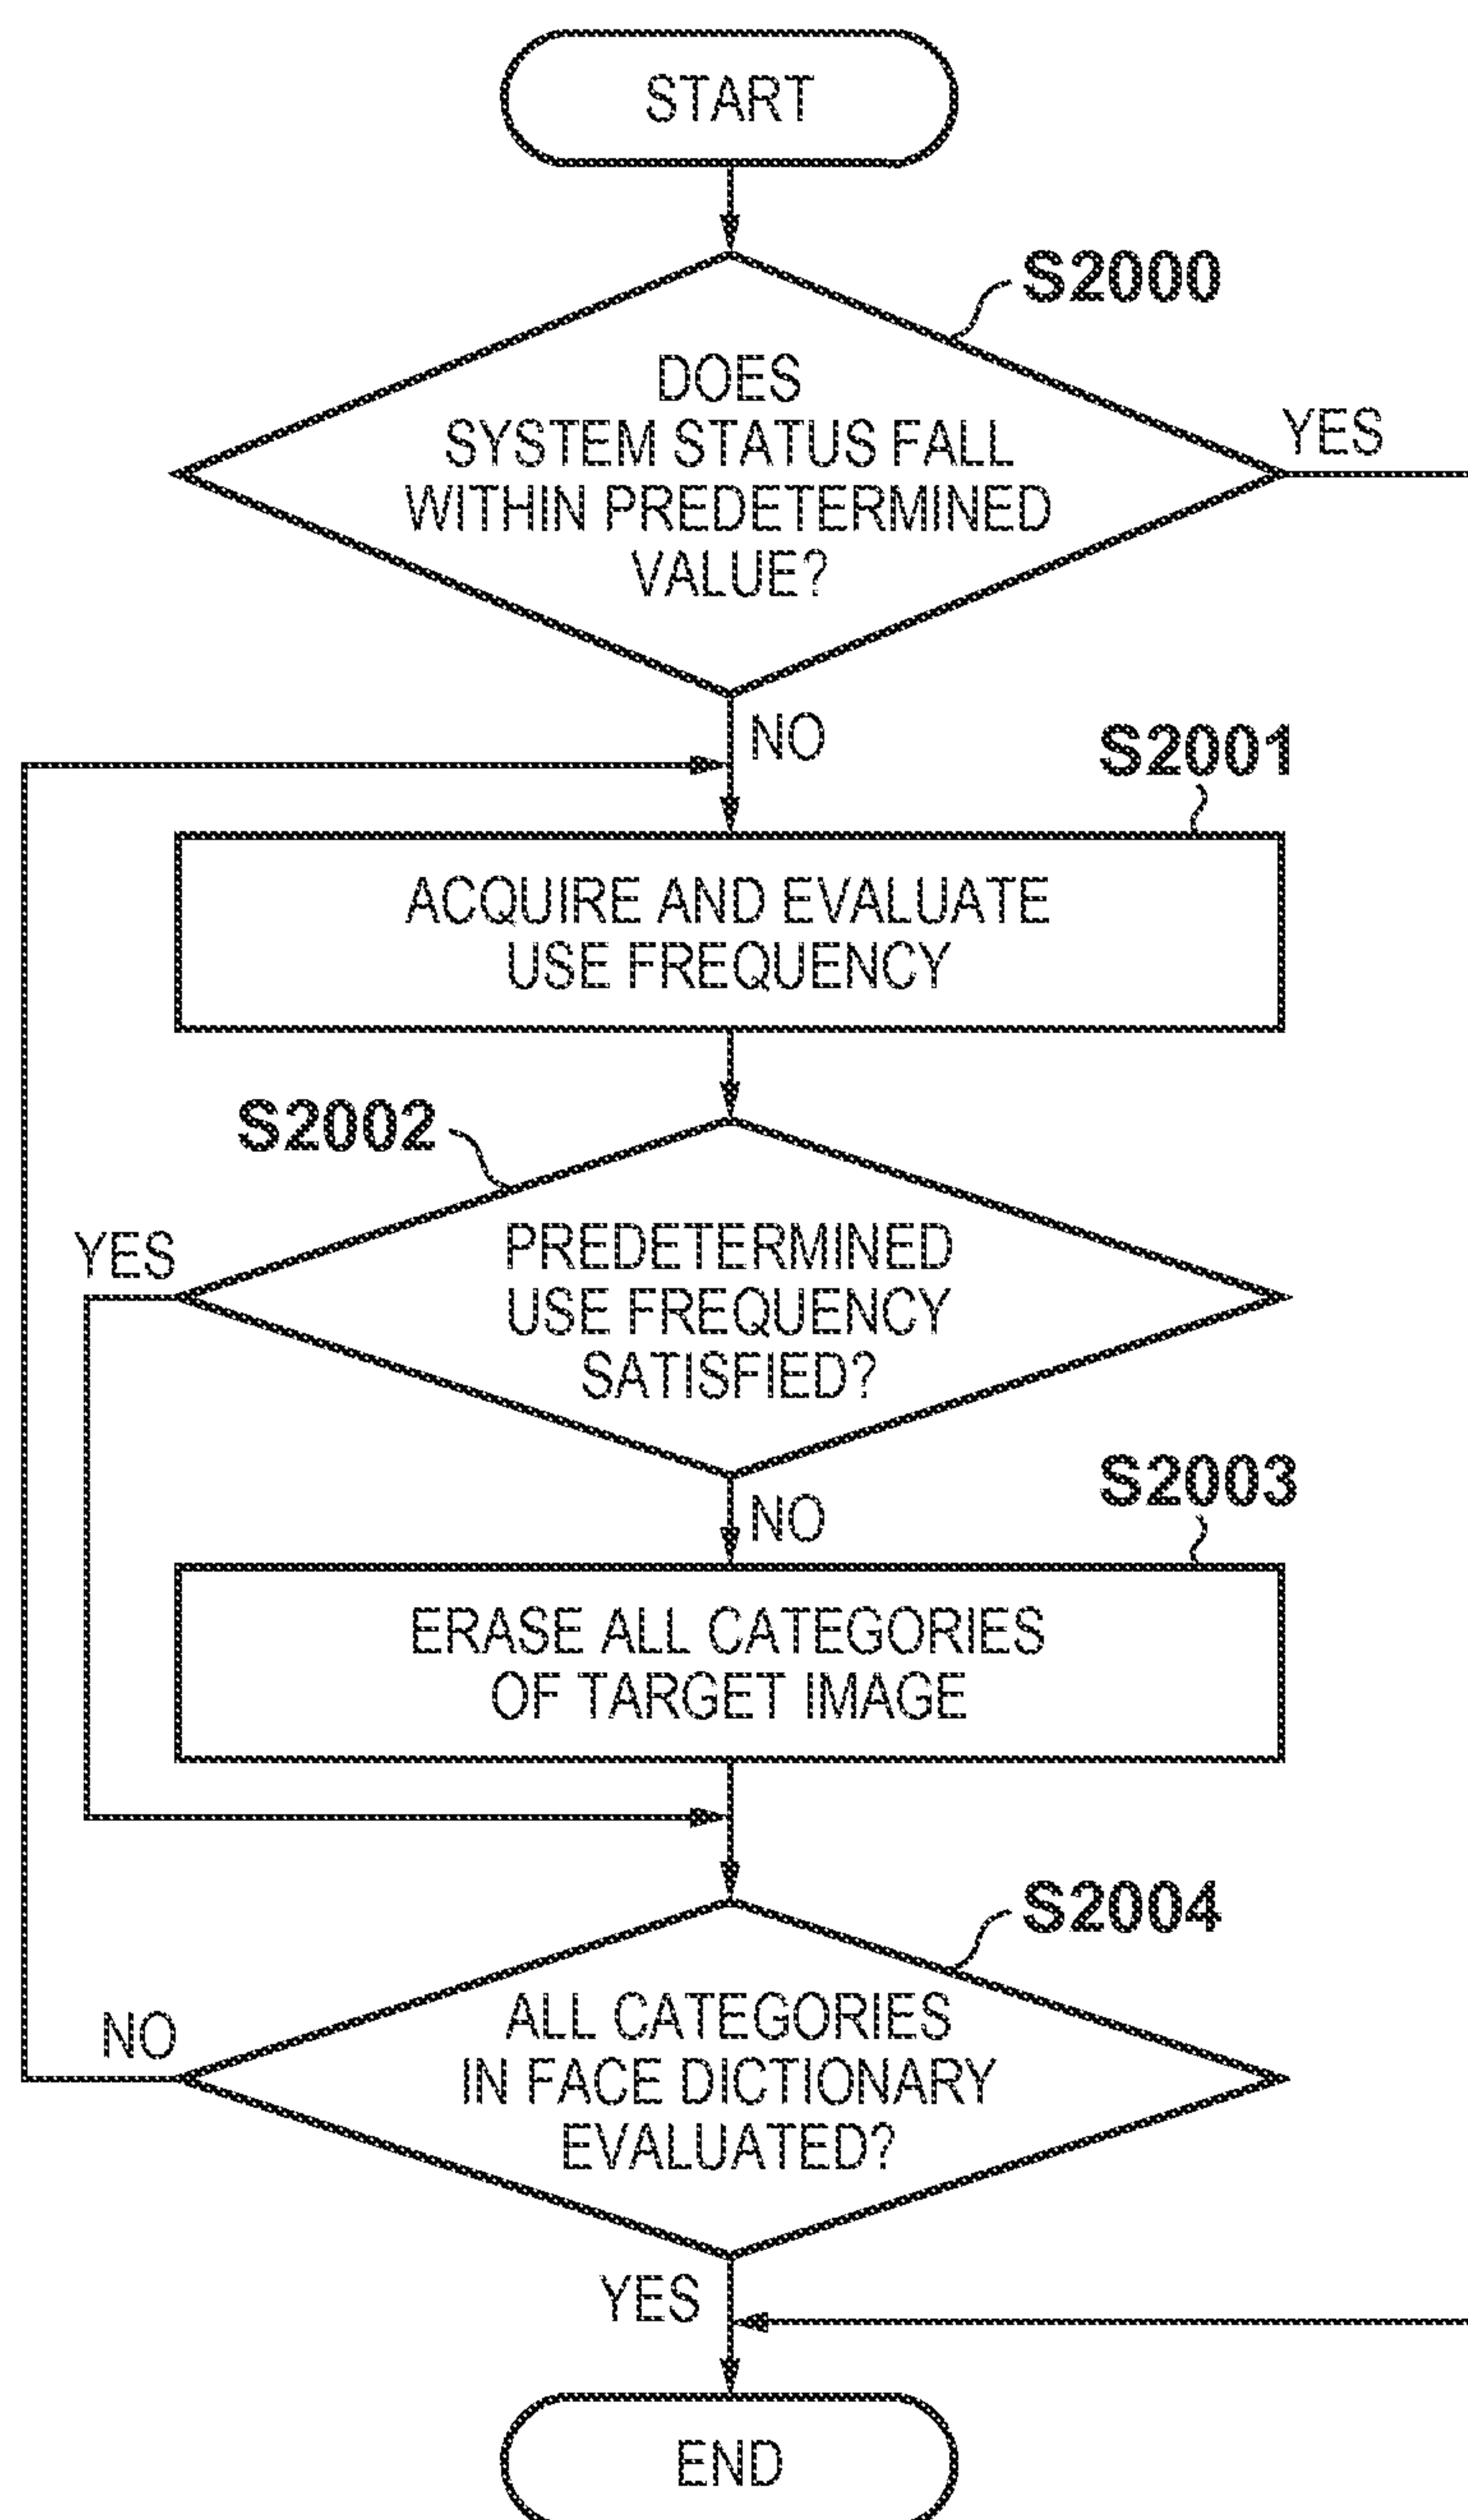 START
S2000
DOES
SYSTEM STATUS FALL
WITHIN PREDETERMINED
VALUE?
YES
NO
S2001
ACQUIRE AND EVALUATE
USE FREQUENCY
S2002
YES
PREDETERMINED
USE FREQUENCY
SATISFIED?
NO
S2003
ERASE ALL CATEGORIES
OF TARGET IMAGE
S2004
NO
ALL CATEGORIES
IN FACE DICTIONARY
EVALUATED?
YES
END